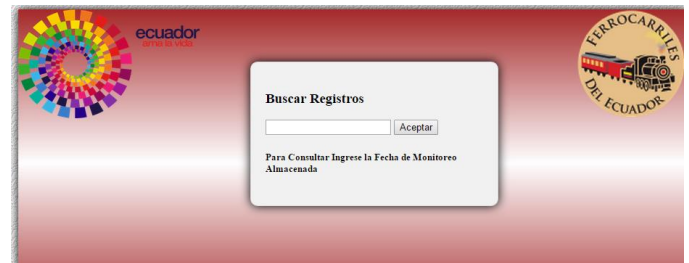 ecuador
ama la vida
FERROCARRILES
DEL ECUADOR
Buscar Registros
Aceptar
Para Consultar Ingrese la Fecha de Monitoreo
Almacenada